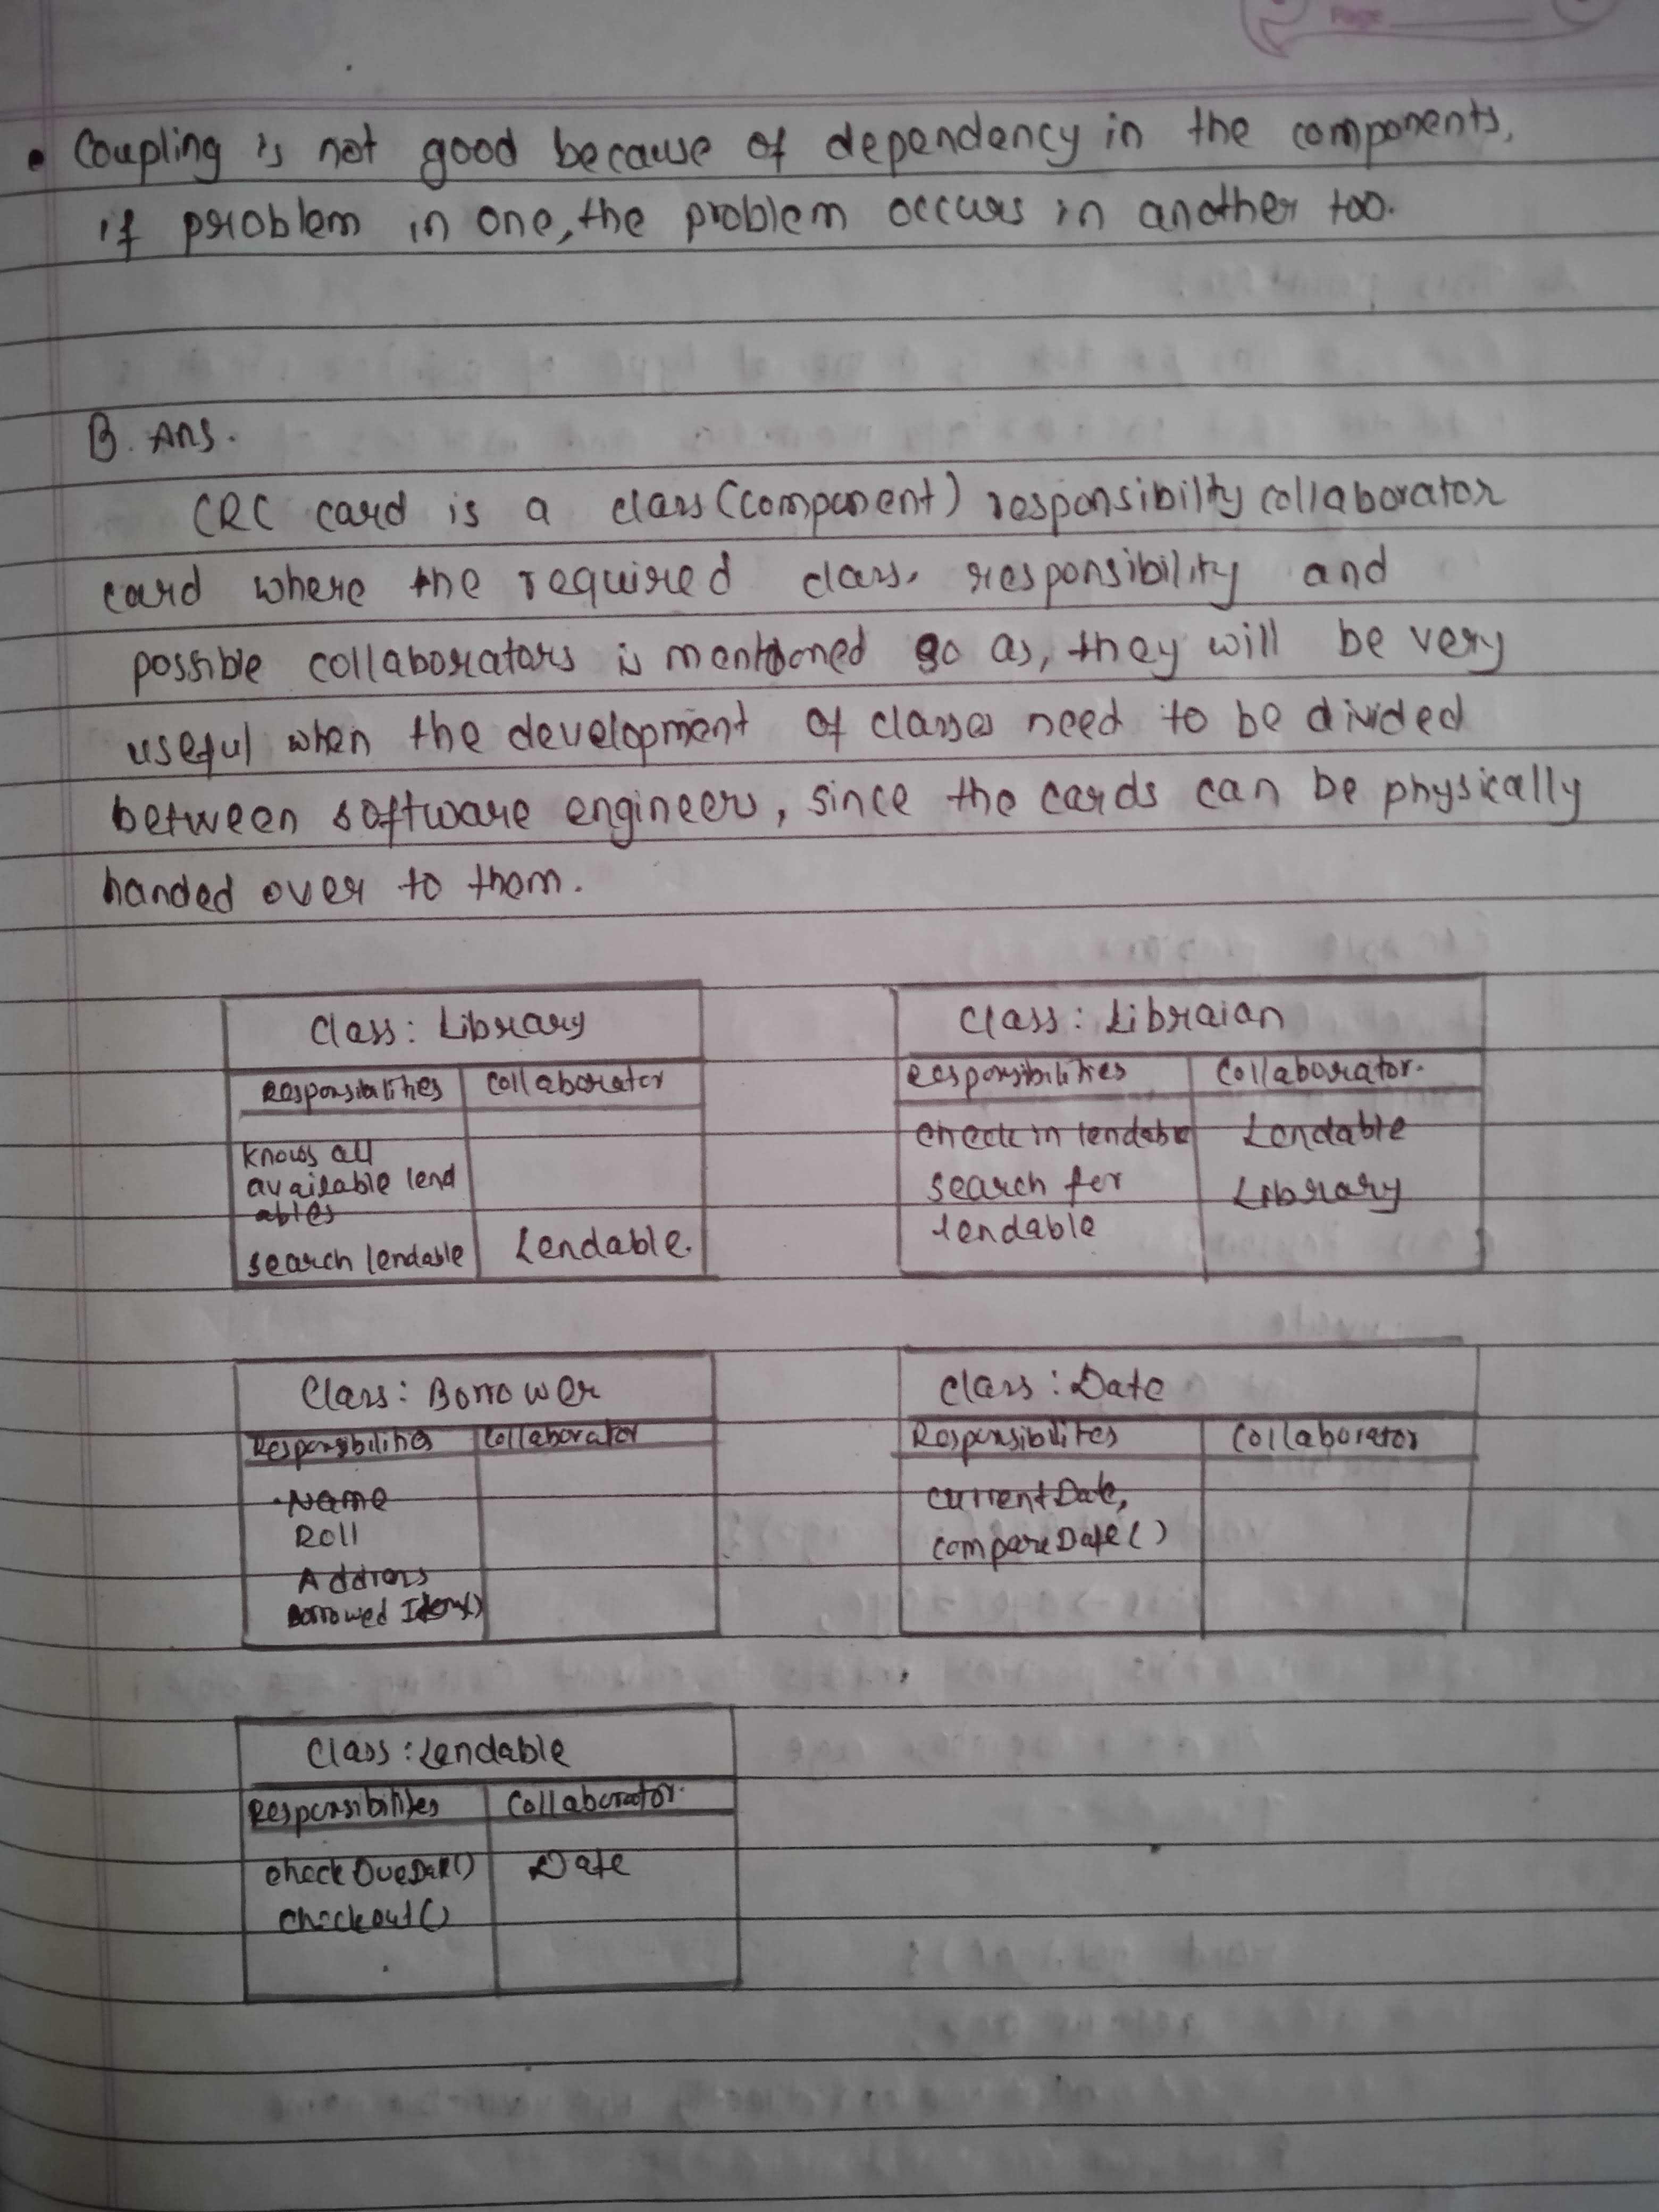 Page
• Coupling is not good because of dependency in the components,
if problem in one, the problem occurs in another too.
B. Ans.
CRC card is a class (component) responsibilty collaborator
card where the required class, responsibility and
possible collaborators is mentioned so as, they will be very
useful when the development of classes need to be divided
between software engineers, since the cards can be physically
handed over to them.
Class: Library
Responsibilities Collaborator
knows all
available lend
ables
search lendable Lendable.
Class: Libraian
Responsibilities Collaborator.
check in lendable Lendable
search for Library
lendable
Class: Borrower
Responsibilities Collaborator
Name
Roll
Address
Borrowed Items()
Class: Date
Responsibilites Collaborator
currentDate,
compareDate()
Class: Lendable
Responsibilities Collaborator.
checkDueDate() Date
checkout()